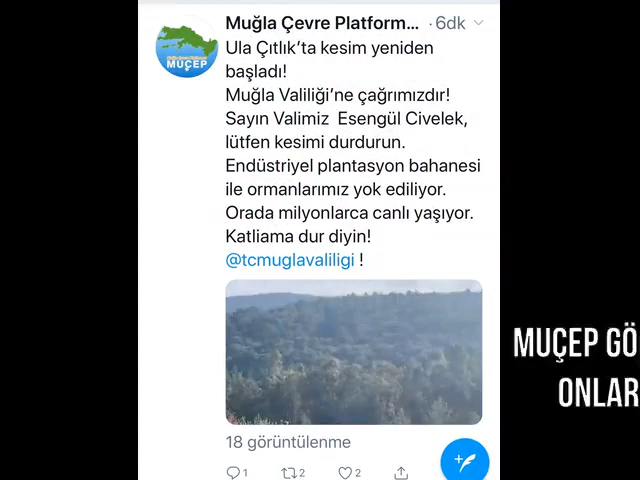 Muğla Çevre Platform... · 6dk
Ula Çıtlık'ta kesim yeniden
başladı!
Muğla Valiliği'ne çağrımızdır!
Sayın Valimiz Esengül Civelek,
lütfen kesimi durdurun.
Endüstriyel plantasyon bahanesi
ile ormanlarımız yok ediliyor.
Orada milyonlarca canlı yaşıyor.
Katliama dur diyin!
@tcmuglavaliligi !
18 görüntülenme
1 2 2
MUÇEP
MUÇEP GÖ
ONLAR